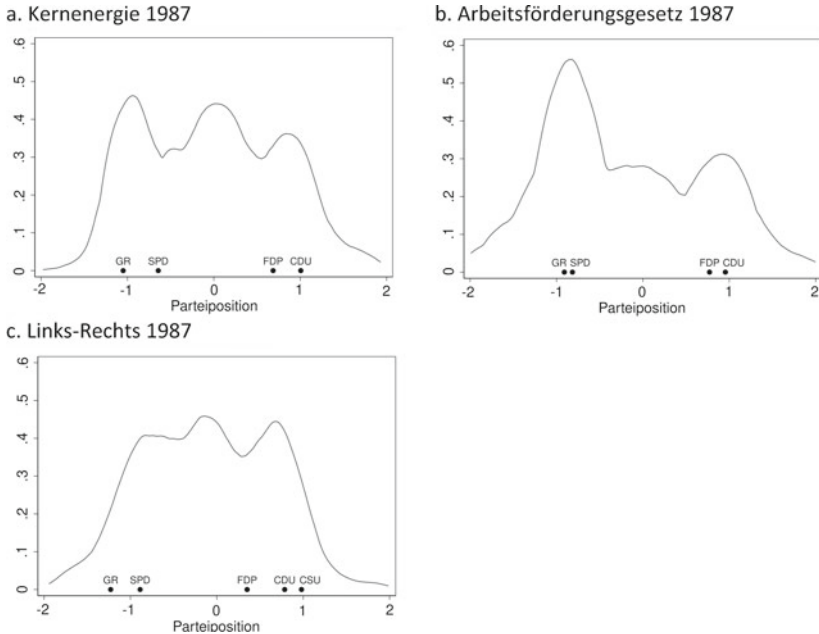 a. Kernenergie 1987
.6
.5
.4
.3
.2
.1
0
GR SPD FDP CDU
-2 -1 0 1 2
Parteiposition
b. Arbeitsförderungsgesetz 1987
.6
.5
.4
.3
.2
.1
0
GR SPD FDP CDU
-2 -1 0 1 2
Parteiposition
c. Links-Rechts 1987
.6
.5
.4
.3
.2
.1
0
GR SPD FDP CDU CSU
-2 -1 0 1 2
Parteiposition